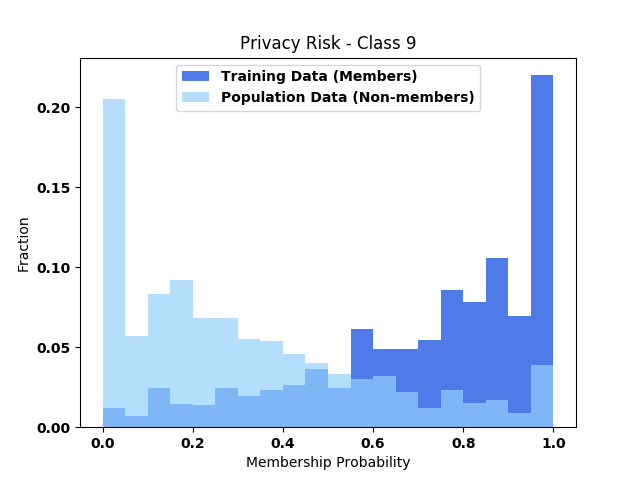 Privacy Risk - Class 9
Training Data (Members)
Population Data (Non-members)
Fraction
0.20
0.15
0.10
0.05
0.00
0.0 0.2 0.4 0.6 0.8 1.0
Membership Probability